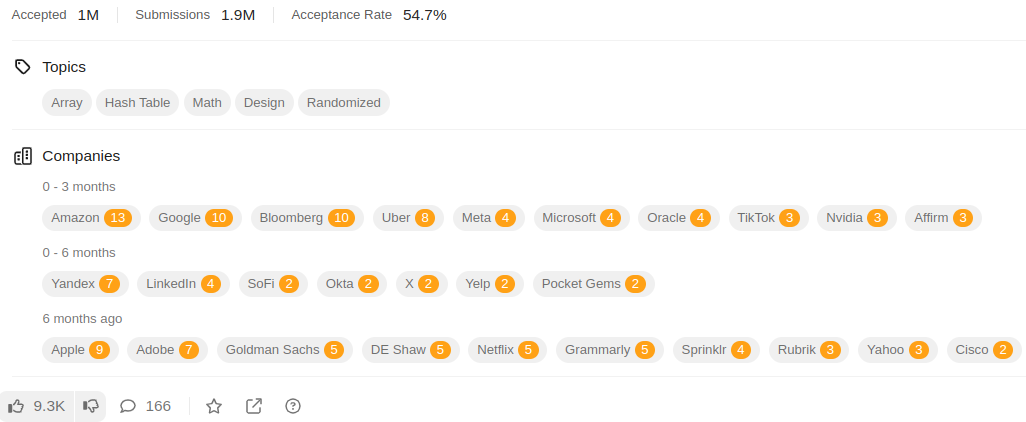 Accepted 1M Submissions 1.9M Acceptance Rate 54.7%
Topics
Array Hash Table Math Design Randomized
Companies
0 - 3 months
Amazon 13 Google 10 Bloomberg 10 Uber 8 Meta 4 Microsoft 4 Oracle 4 TikTok 3 Nvidia 3 Affirm 3
0 - 6 months
Yandex 7 LinkedIn 4 SoFi 2 Okta 2 X 2 Yelp 2 Pocket Gems 2
6 months ago
Apple 9 Adobe 7 Goldman Sachs 5 DE Shaw 5 Netflix 5 Grammarly 5 Sprinklr 4 Rubrik 3 Yahoo 3 Cisco 2
9.3K 166